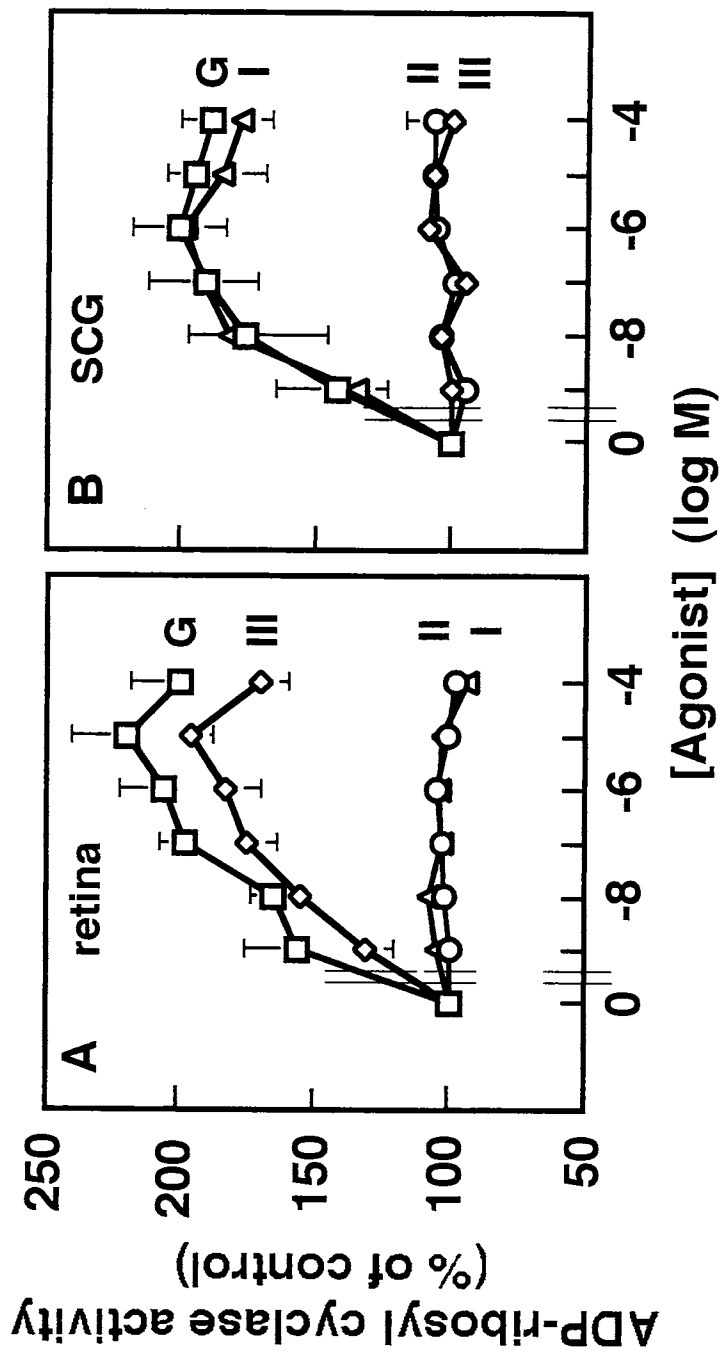 ADP-ribosyl cyclase activity
(% of control)
250
200
150
100
50
A
retina
G
III
II
I
0
-8
-6
-4
B
SCG
G
I
II
III
0
-8
-6
-4
[Agonist] (log M)